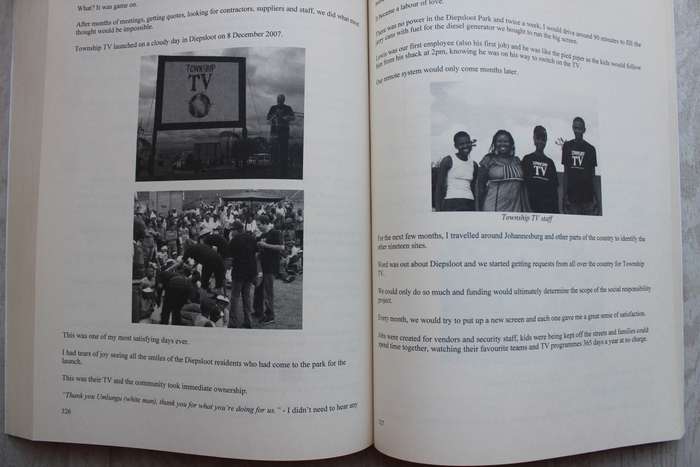 What? It was game on.
After months of meetings, getting quotes, looking for contractors, suppliers and staff, we did what most
thought would be impossible.
Township TV launched on a cloudy day in Diepsloot on 8 December 2007.
TOWNSHIP
TV
This was one of my most satisfying days ever.
I had tears of joy seeing all the smiles of the Diepsloot residents who had come to the park for the
launch.
This was their TV and the community took immediate ownership.
"Thank you Umlungu (white man), thank you for what you're doing for us." - I didn't need to hear any
326
It became a labour of love.
There was no power in the Diepsloot Park and twice a week, I would drive around 90 minutes to fill the
jerry cans with fuel for the diesel generator we bought to run the big screen.
was our first employee (also his first job) and he was like the pied piper as the kids would follow
him from his shack at 2pm, knowing he was on his way to switch on the TV.
Our remote system would only come months later.
TV
TV
Township TV staff
For the next few months, I travelled around Johannesburg and other parts of the country to identify the
other nineteen sites.
Word was out about Diepsloot and we started getting requests from all over the country for Township
TV.
We could only do so much and funding would ultimately determine the scope of the social responsibility
project.
Every month, we would try to put up a new screen and each one gave me a great sense of satisfaction.
Jobs were created for vendors and security staff, kids were being kept off the streets and families could
spend time together, watching their favourite teams and TV programmes 365 days a year at no charge.
327